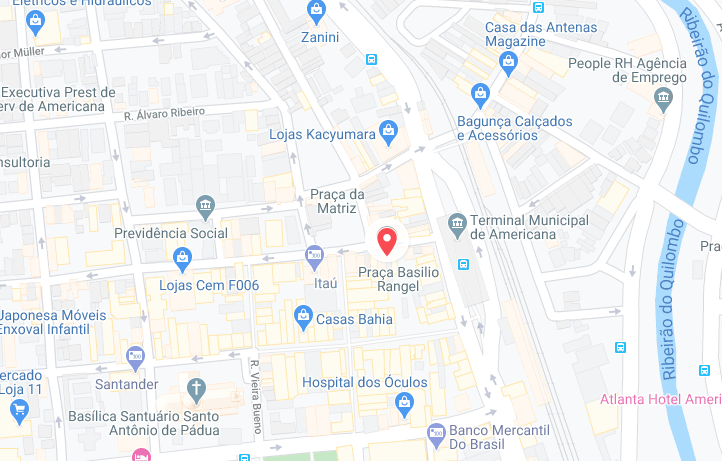 Eletricos e Hidráulicos
Zanini
Casa das Antenas
Magazine
or Müller
People RH Agência
de Emprego
Ribeirão do Quilombo
Executiva Prest de
erv de Americana
R. Álvaro Ribeiro
Bagunça Calçados
e Acessórios
Lojas Kacyumara
nsultoria
Praça da
Matriz
Previdência Social
Terminal Municipal
de Americana
Praça Basilio
Rangel
Lojas Cem F006
Itaú
Ribeirão do Quilombo
Pra
Japonesa Móveis
Enxoval Infantil
Casas Bahia
Santander
R. Vieira Bueno
ercado
Loja 11
Hospital dos Óculos
Atlanta Hotel Ameri
Basílica Santuário Santo
Antônio de Pádua
Banco Mercantil
Do Brasil